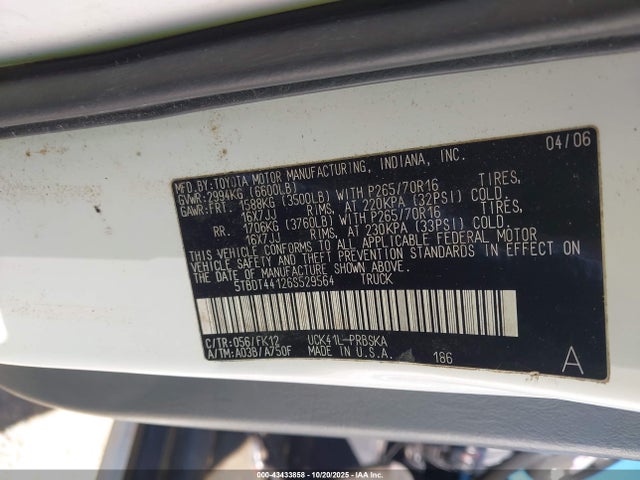 04/06
MFD. BY: TOYOTA MOTOR MANUFACTURING, INDIANA, INC.
GVWR: 2994KG (6600LB)
GAWR: FRT. 1588KG (3500LB) WITH P265/70R16 TIRES,
16X7JJ RIMS, AT 220KPA (32PSI) COLD
RR. 1706KG (3760LB) WITH P265/70R16 TIRES,
16X7JJ RIMS, AT 230KPA (33PSI) COLD.
THIS VEHICLE CONFORMS TO ALL APPLICABLE FEDERAL MOTOR
VEHICLE SAFETY AND THEFT PREVENTION STANDARDS IN EFFECT ON
THE DATE OF MANUFACTURE SHOWN ABOVE.
5TBDT44126S529564 TRUCK
C/TR: 056/FK12 UCK41L-PRBSKA
A/TM: A03B/A750F MADE IN U.S.A. 166 A
000-43433858 - 10/20/2025 - IAA Inc.